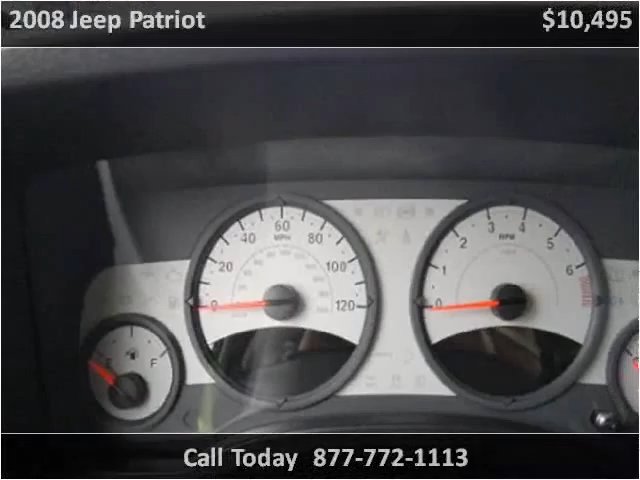 2008 Jeep Patriot $10,495
60
40 MPH 80
20 100
0 120
3 4
2 RPM 5
1 6
0
E F
Call Today 877-772-1113